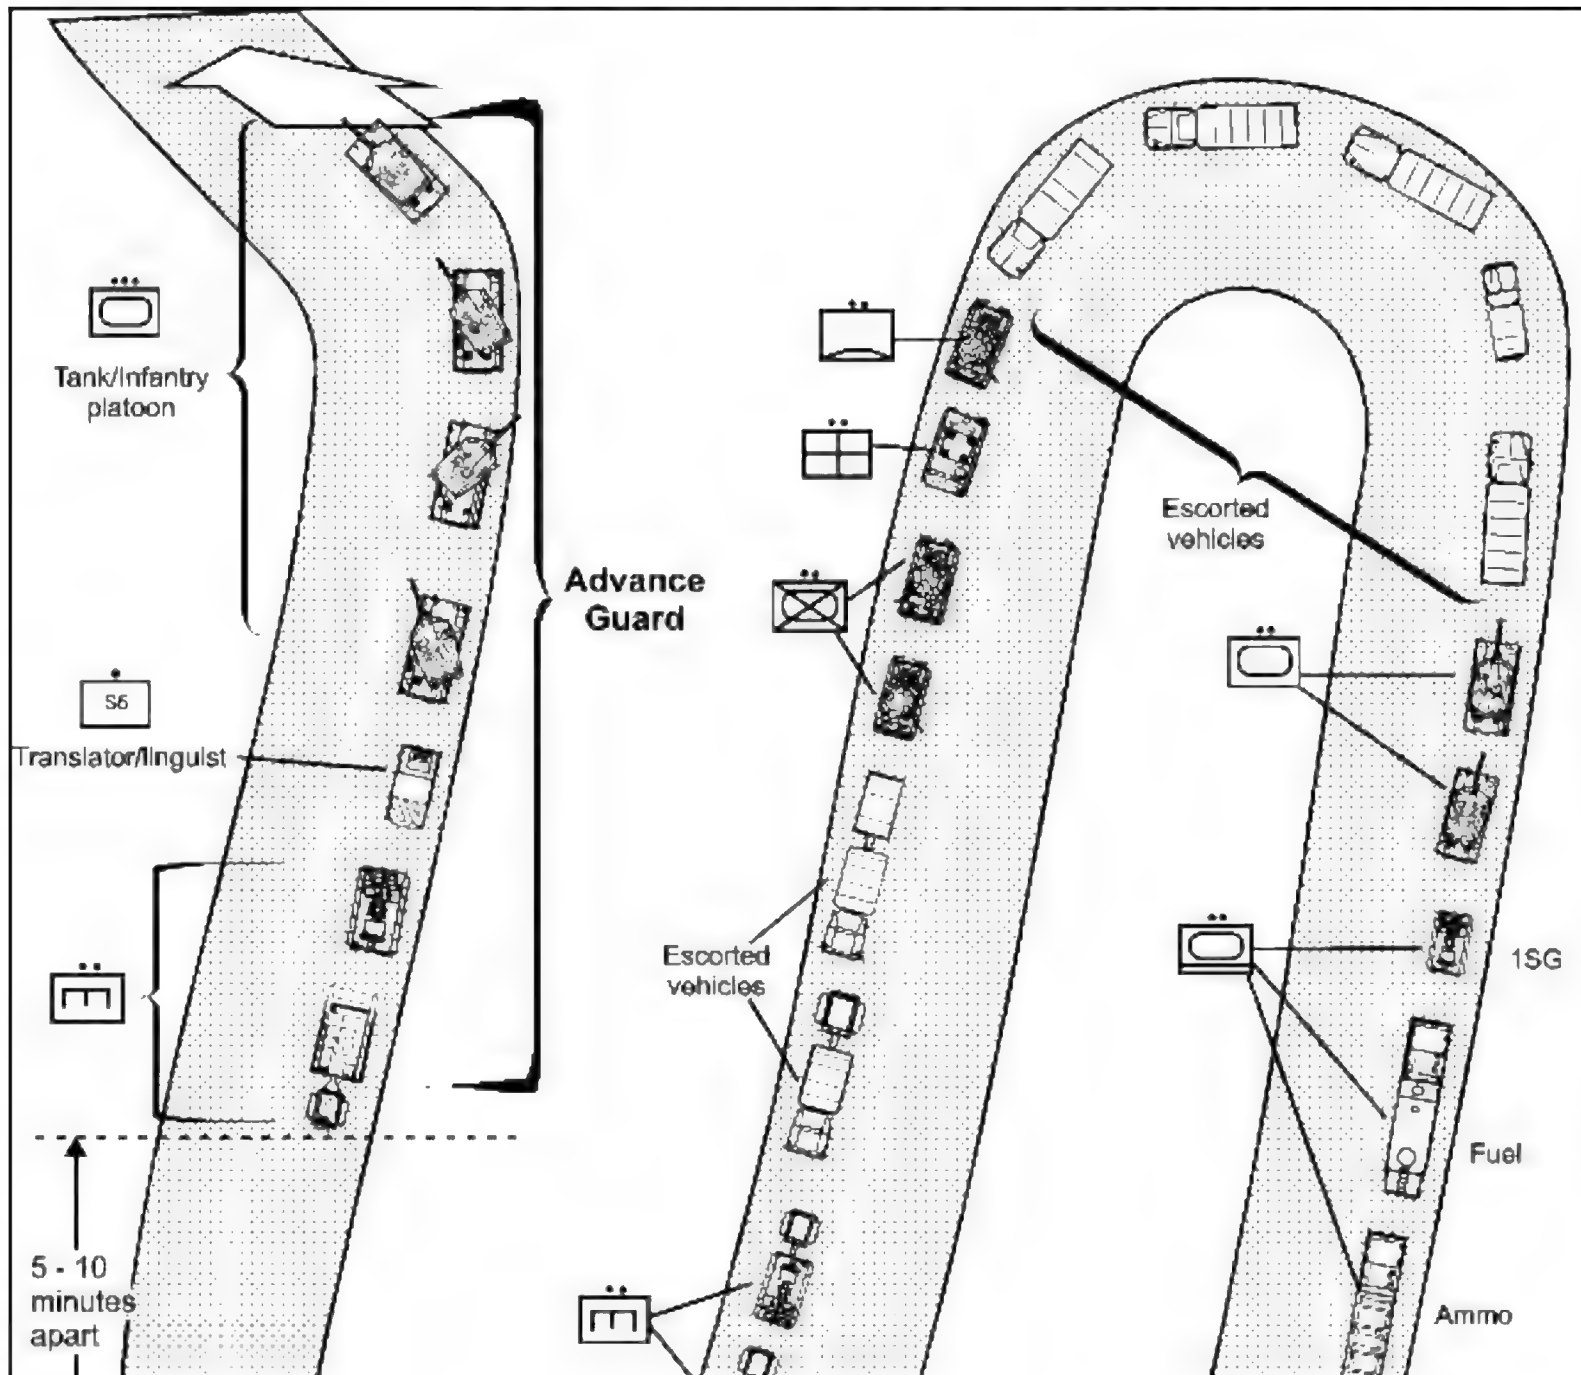 Tank/Infantry
platoon
S6
Translator/linguist
5 - 10
minutes
apart
Advance
Guard
Escorted
vehicles
Escorted
vehicles
1SG
Fuel
Ammo